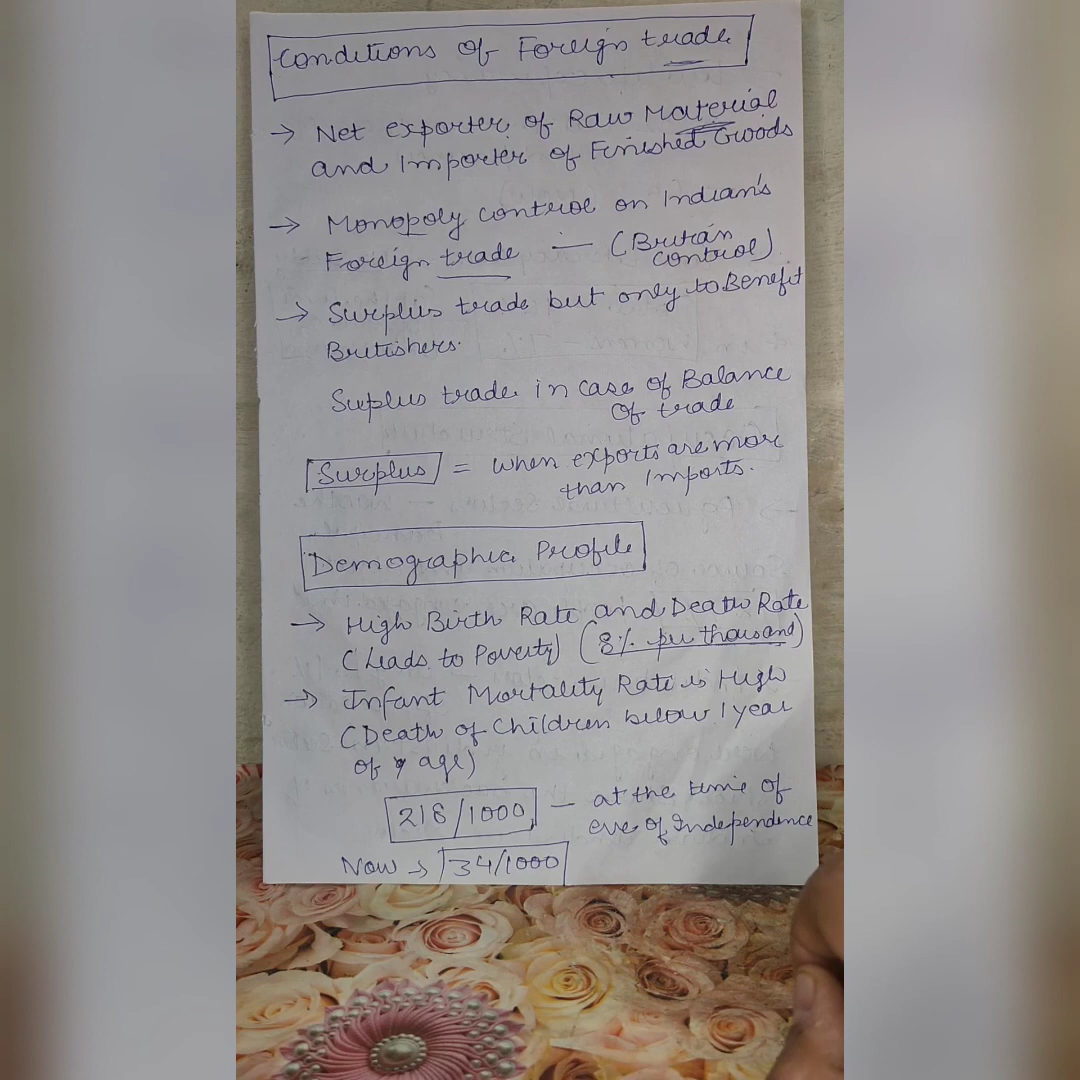 Conditions of Foreign trade
→ Net exporter of Raw Material
and Importer of Finished Goods
→ Monopoly control on Indian's
Foreign trade — (Britian
control)
→ Surplus trade but only to Benefit
Britishers.
Suplus trade in case of Balance
Of trade
Surplus = when exports are more
than Imports.
Demographic Profile
→ High Birth Rate and Death Rate
(Leads to Poverty) (8% per thousand)
→ Infant Mortality Rate is High
(Death of Children below 1 year
of age)
218/1000 — at the time of
eve of Independence
Now → 34/1000